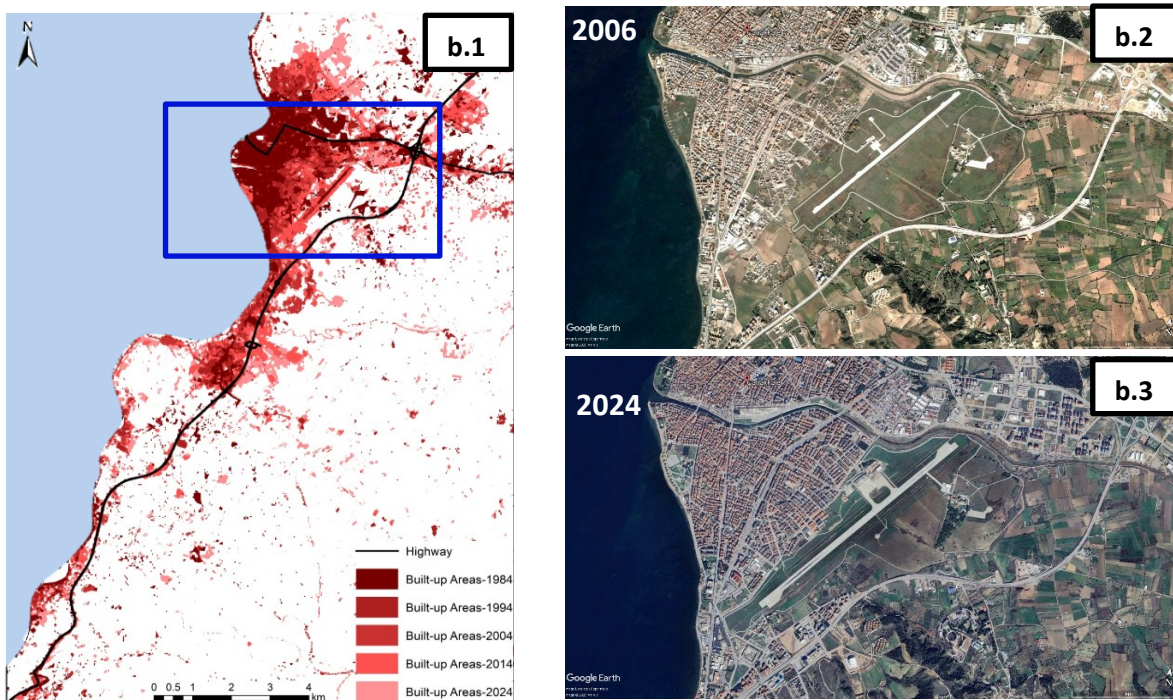 N
b.1
Highway
Built-up Areas-1984
Built-up Areas-1994
Built-up Areas-2004
Built-up Areas-2014
Built-up Areas-2024
0 0.5 1 2 3 4
km
2006
b.2
Google Earth
2024
b.3
Google Earth